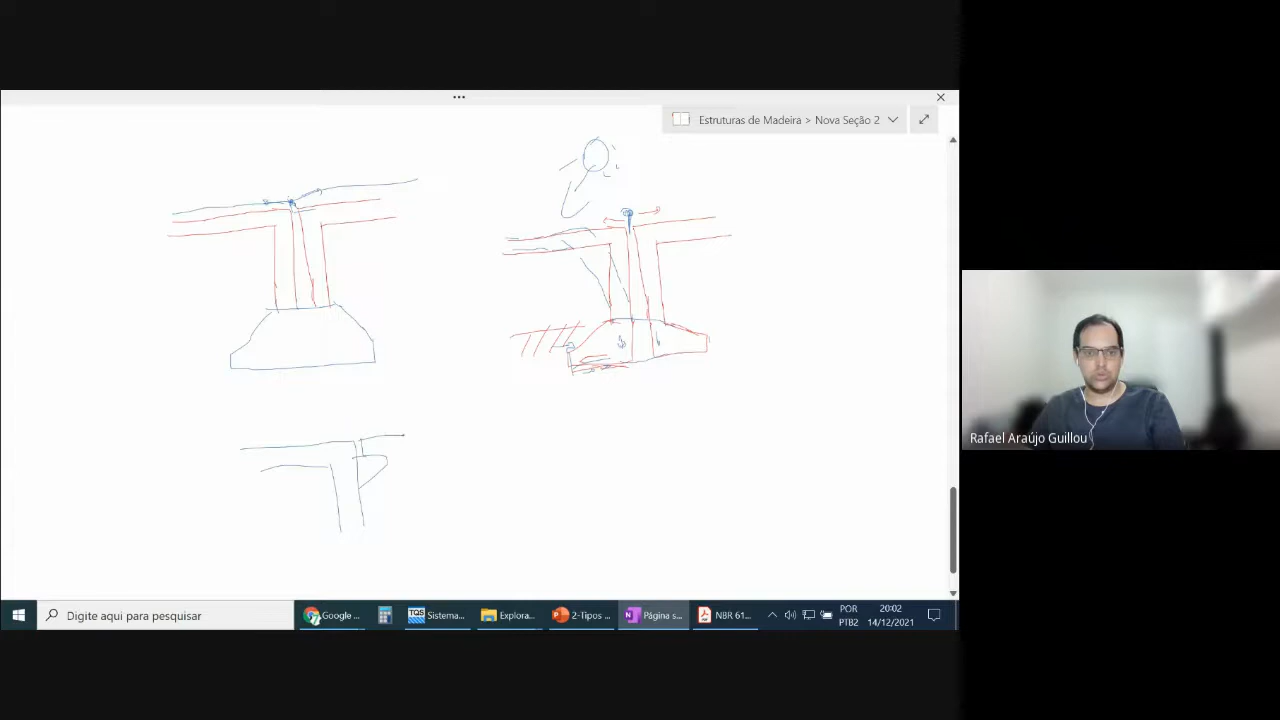 Estruturas de Madeira > Nova Seção 2
Rafael Araújo Guillou
Digite aqui para pesquisar
Google ...
TQS
Sistema...
Explora...
2-Tipos ...
Página s...
NBR 61...
POR
PTB2
20:02
14/12/2021